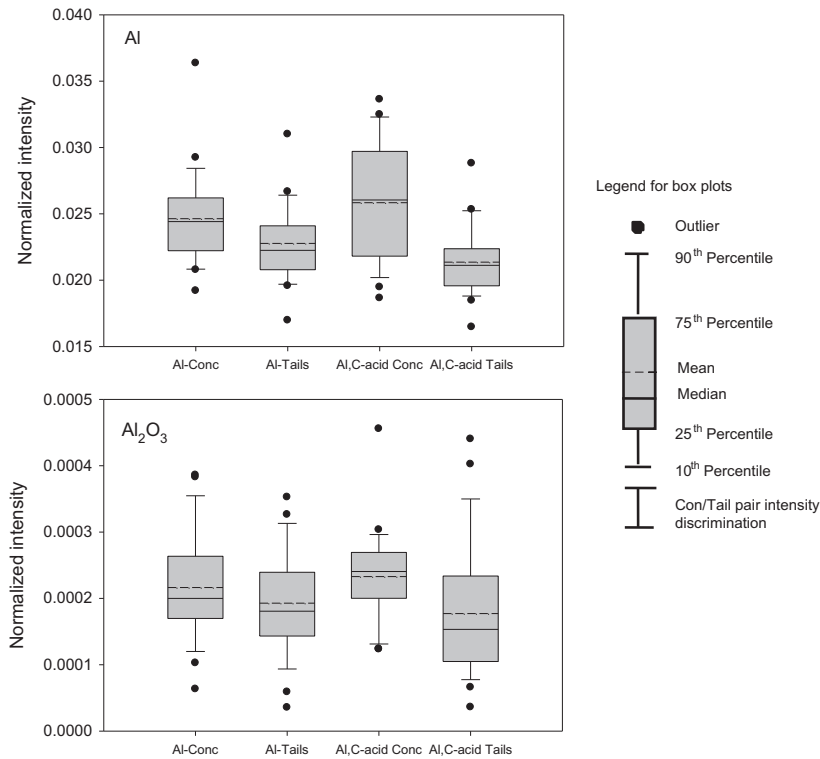 Al
Normalized intensity
0.040
0.035
0.030
0.025
0.020
0.015
Al-Conc Al-Tails Al,C-acid Conc Al,C-acid Tails
Al₂O₃
Normalized intensity
0.0005
0.0004
0.0003
0.0002
0.0001
0.0000
Al-Conc Al-Tails Al,C-acid Conc Al,C-acid Tails
Legend for box plots
Outlier
90th Percentile
75th Percentile
Mean
Median
25th Percentile
10th Percentile
Con/Tail pair intensity
discrimination